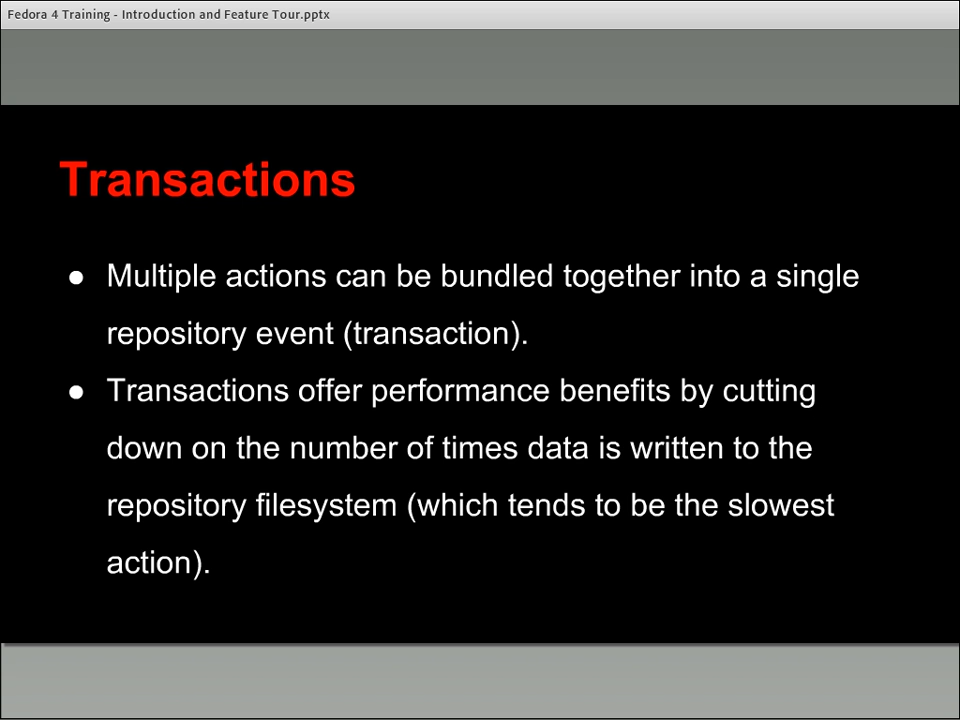 Fedora 4 Training - Introduction and Feature Tour.pptx
Transactions
● Multiple actions can be bundled together into a single
repository event (transaction).
● Transactions offer performance benefits by cutting
down on the number of times data is written to the
repository filesystem (which tends to be the slowest
action).